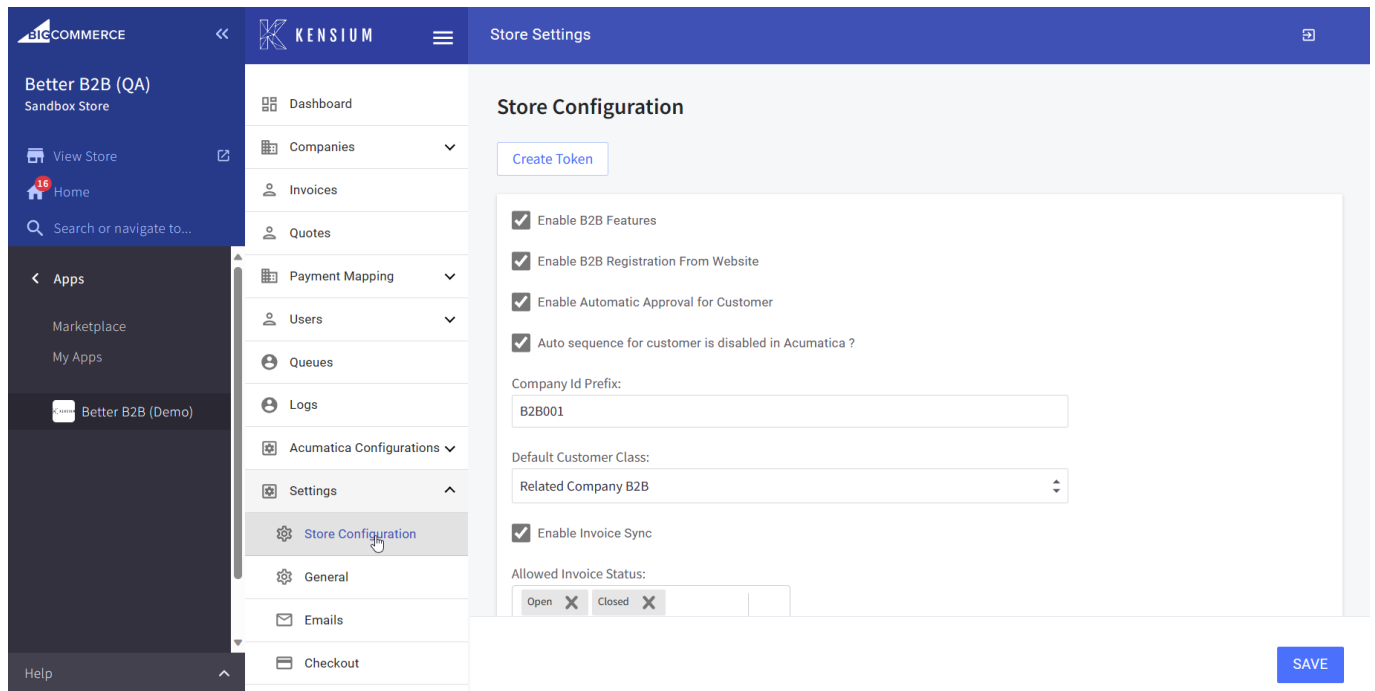 BIGCOMMERCE
Better B2B (QA)
Sandbox Store
View Store
16
Home
Search or navigate to...
Apps
Marketplace
My Apps
Better B2B (Demo)
Help
KENSIUM
Dashboard
Companies
Invoices
Quotes
Payment Mapping
Users
Queues
Logs
Acumatica Configurations
Settings
Store Configuration
General
Emails
Checkout
Store Settings
Store Configuration
Create Token
Enable B2B Features
Enable B2B Registration From Website
Enable Automatic Approval for Customer
Auto sequence for customer is disabled in Acumatica ?
Company Id Prefix:
B2B001
Default Customer Class:
Related Company B2B
Enable Invoice Sync
Allowed Invoice Status:
Open Closed
SAVE